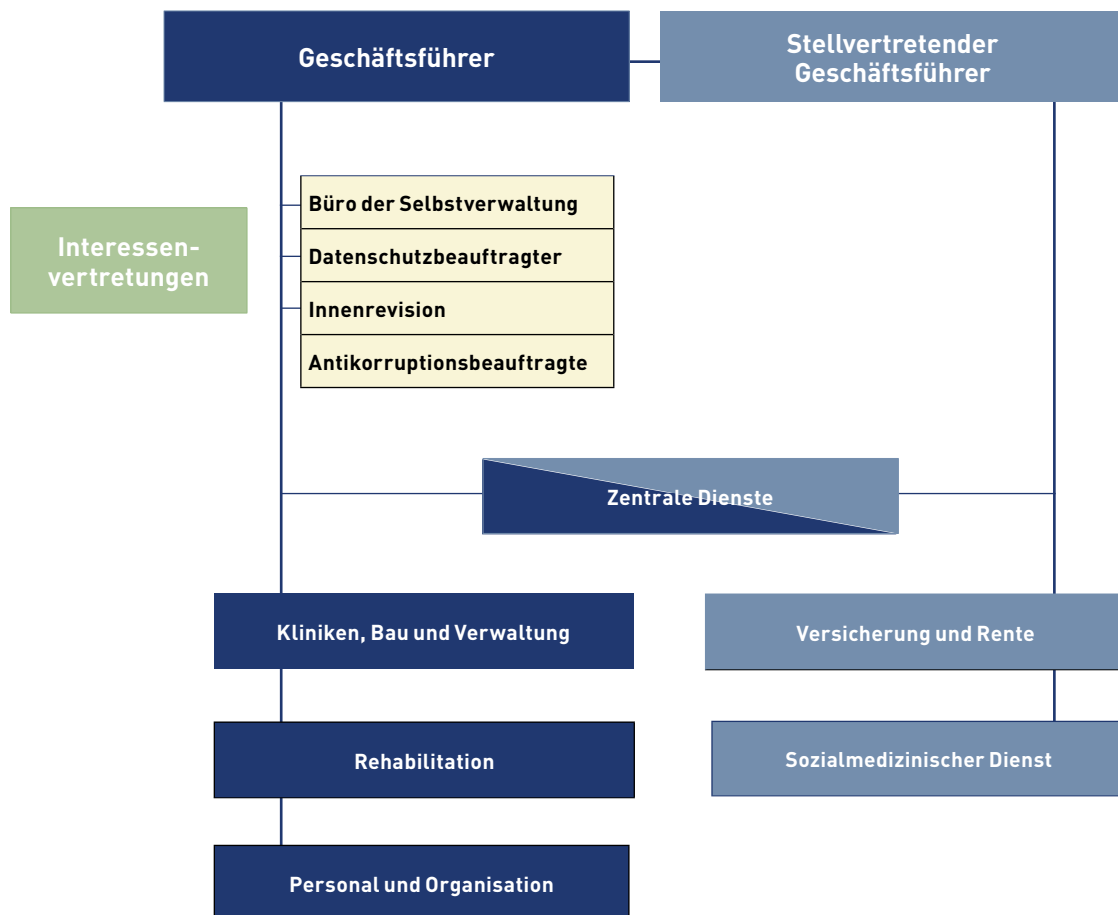 Geschäftsführer
Stellvertretender
Geschäftsführer
Büro der Selbstverwaltung
Interessen-
vertretungen
Datenschutzbeauftragter
Innenrevision
Antikorruptionsbeauftragte
Zentrale Dienste
Kliniken, Bau und Verwaltung
Versicherung und Rente
Rehabilitation
Sozialmedizinischer Dienst
Personal und Organisation